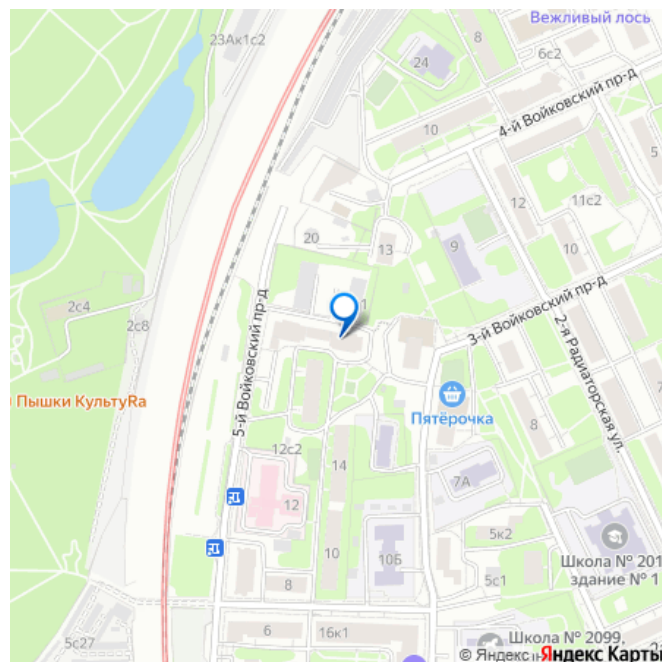 Вежливый лось
23Ак1с2
8
6с2
24
10
4-й Войковский пр-д
5
12
11с2
20
13
9
10
2с4
2с8
1
3-й Войковский пр-д
5-й Войковский пр-д
2-я Радиаторская ул.
Пышки КультуRa
Пятёрочка
8
12с2
14
7А
12
5к2
10
10Б
Школа № 201
здание № 1
5с1
8
6
16к1
5с27
Школа № 2099,
© Яндекс Яндекс Карты